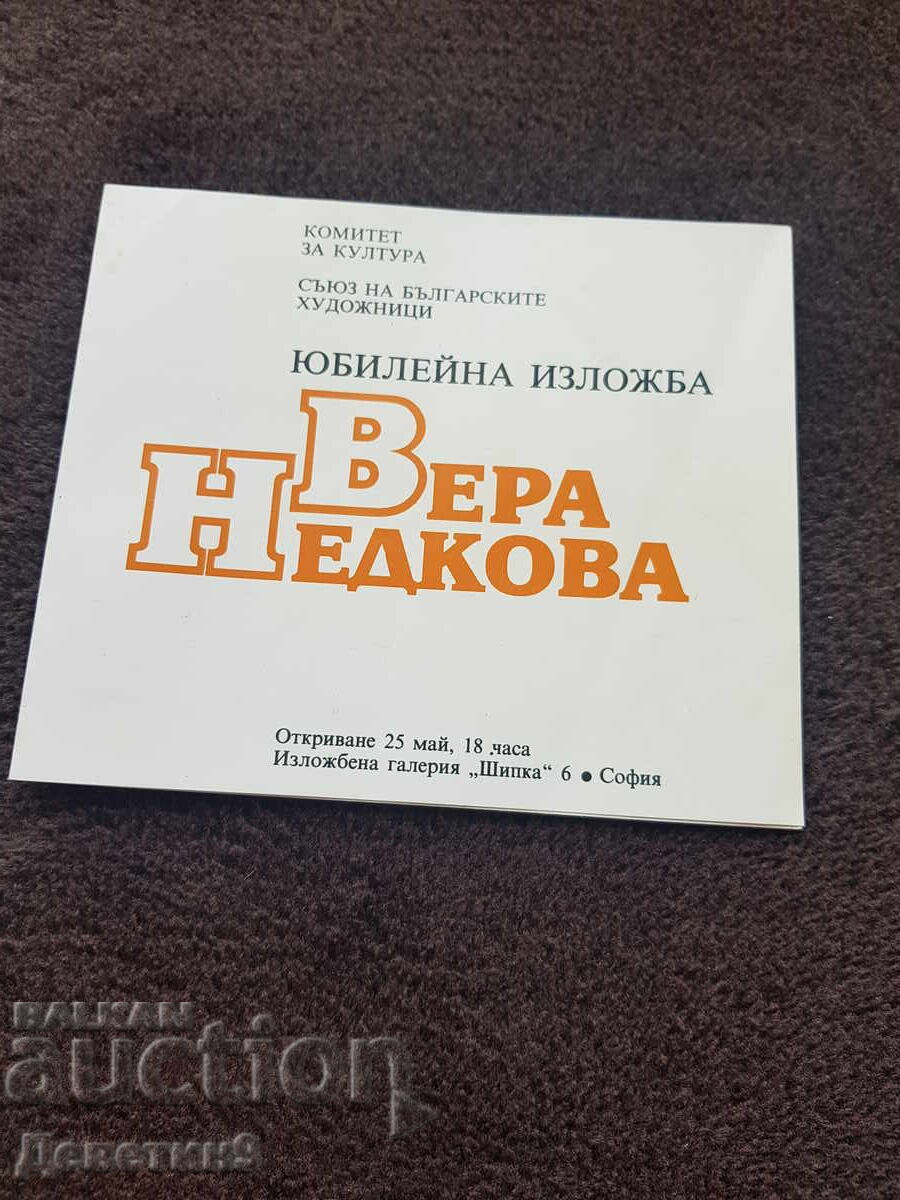 КОМИТЕТ
ЗА КУЛТУРА
СЪЮЗ НА БЪЛГАРСКИТЕ
ХУДОЖНИЦИ
ЮБИЛЕЙНА ИЗЛОЖБА
ВЕРА
НЕДКОВА
Откриване 25 май, 18 часа
Изложбена галерия „Шипка“ 6 ● София
BALKAN
auction
Деветин9